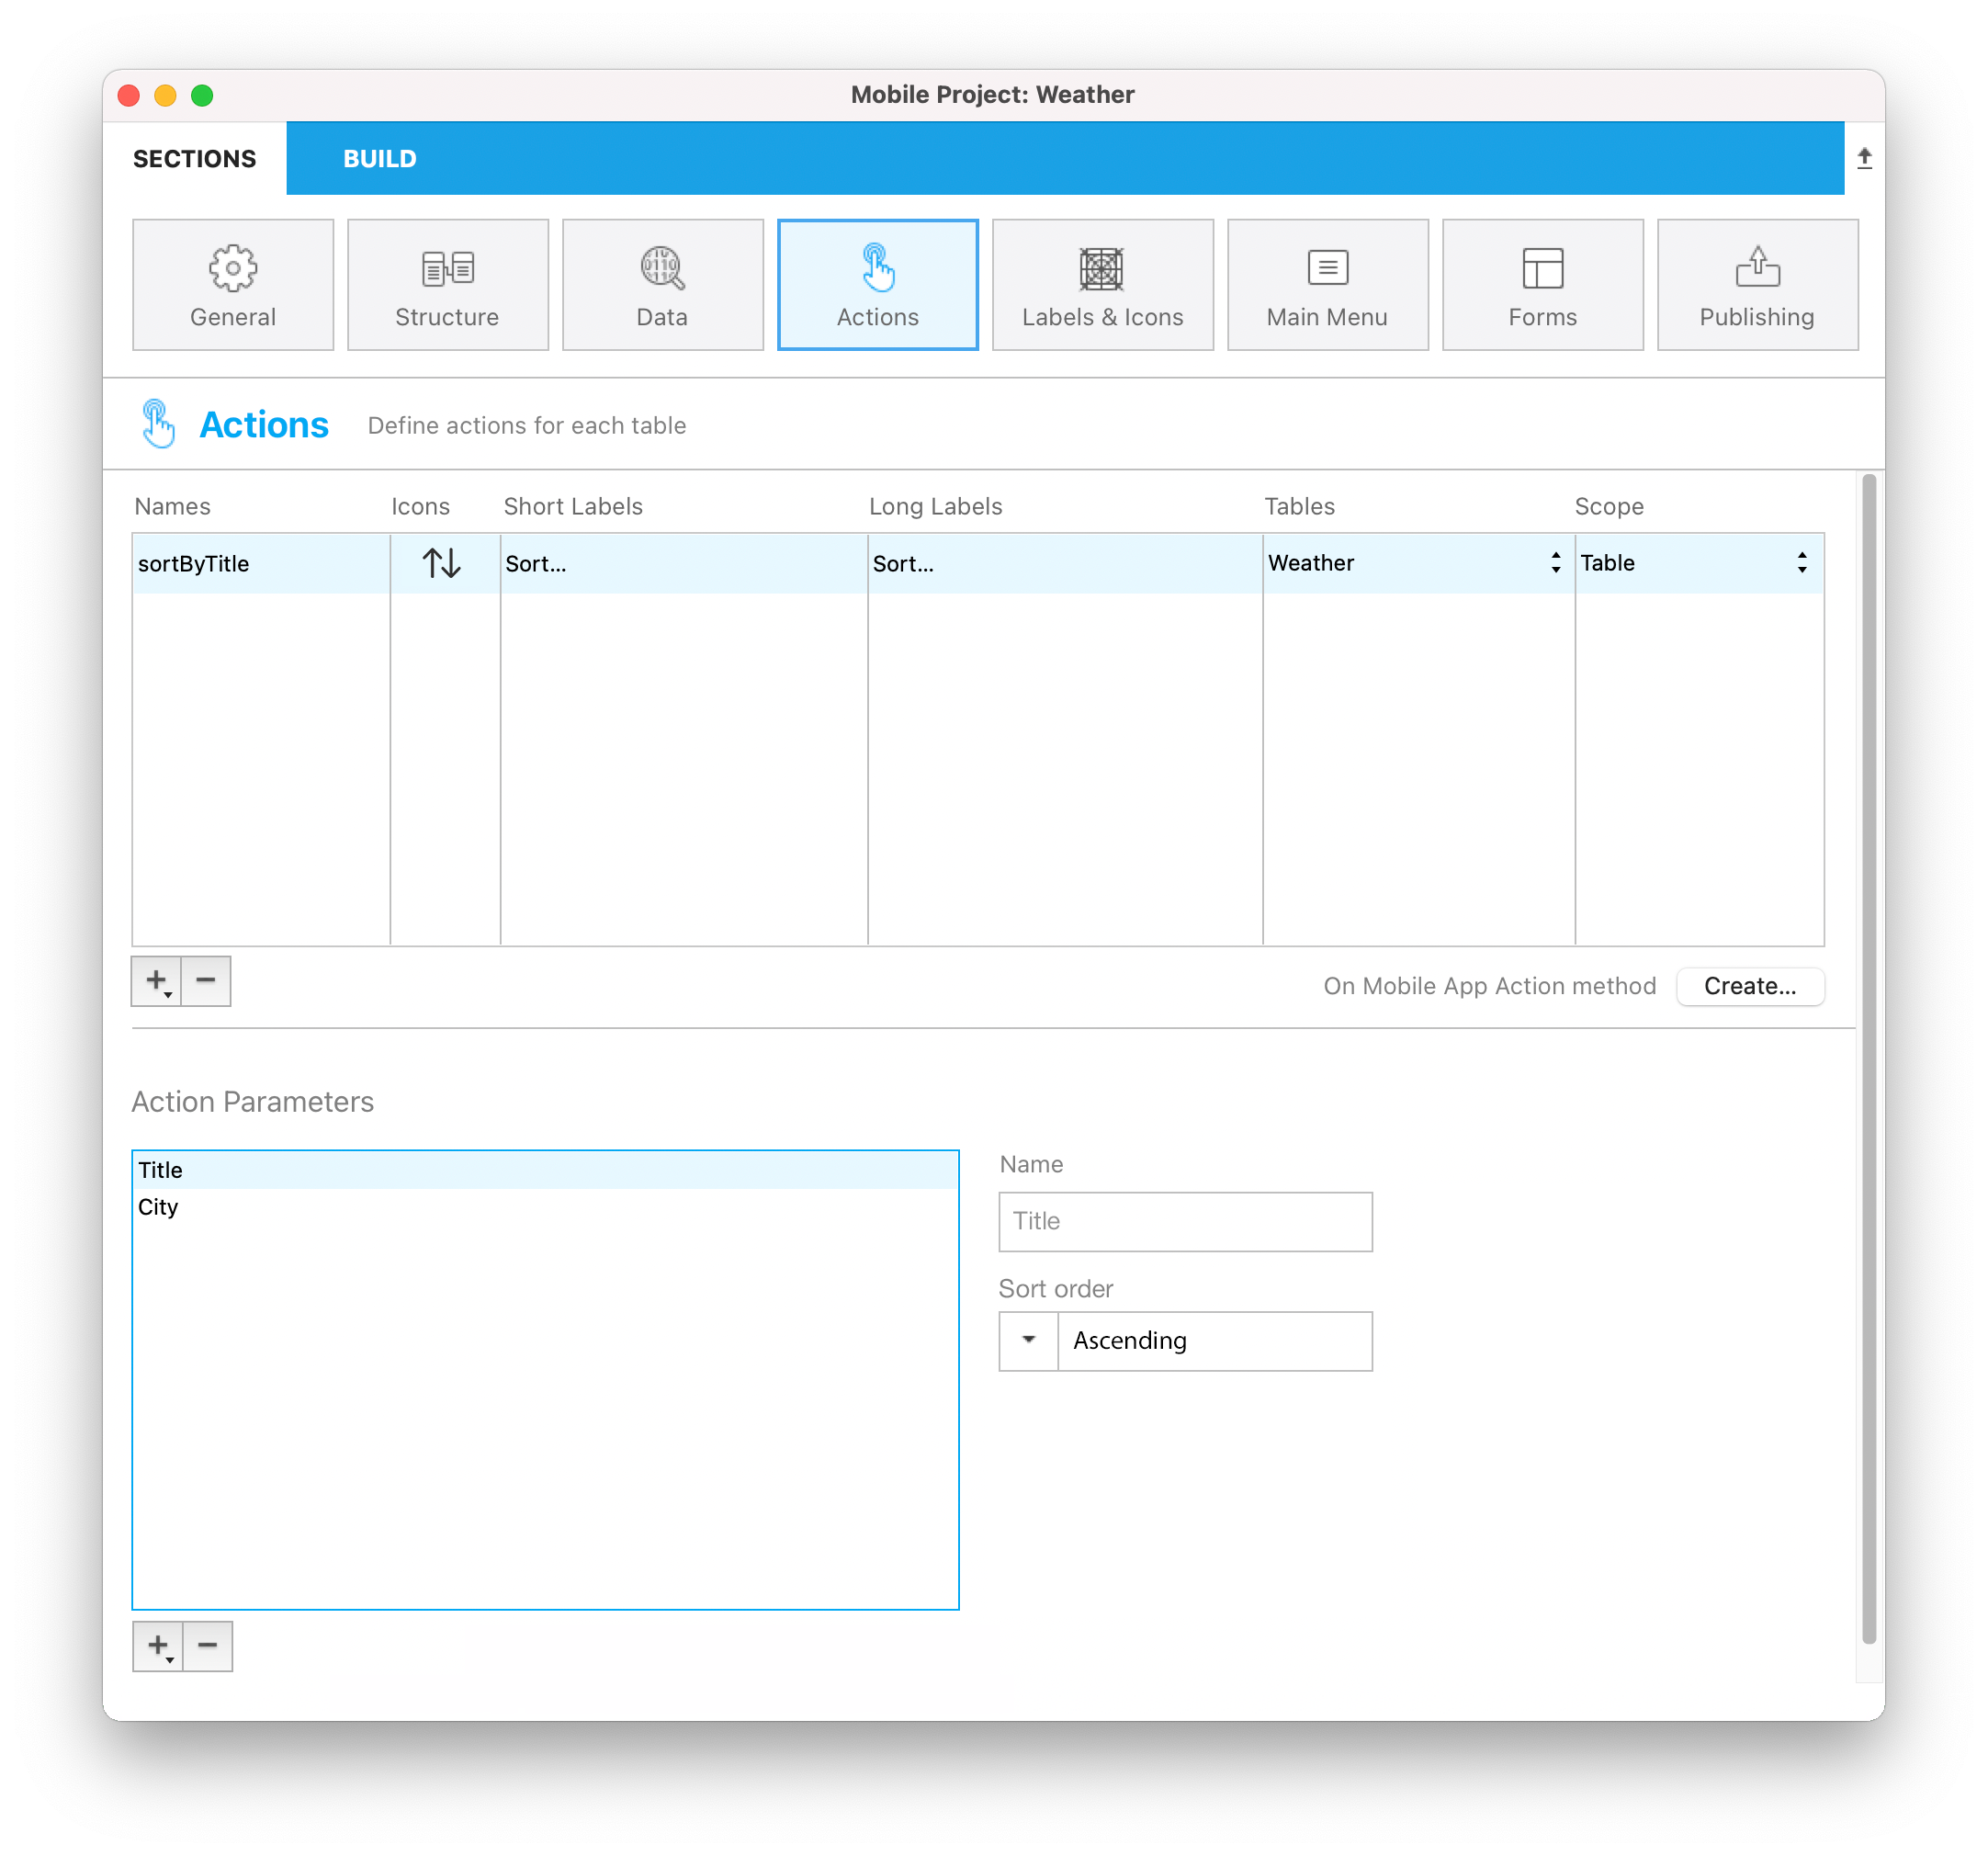 Mobile Project: Weather
SECTIONS BUILD
General Structure Data Actions Labels & Icons Main Menu Forms Publishing
Actions Define actions for each table
Names Icons Short Labels Long Labels Tables Scope
sortByTitle Sort... Sort... Weather Table
On Mobile App Action method Create...
Action Parameters
Title
City
Name
Title
Sort order
Ascending